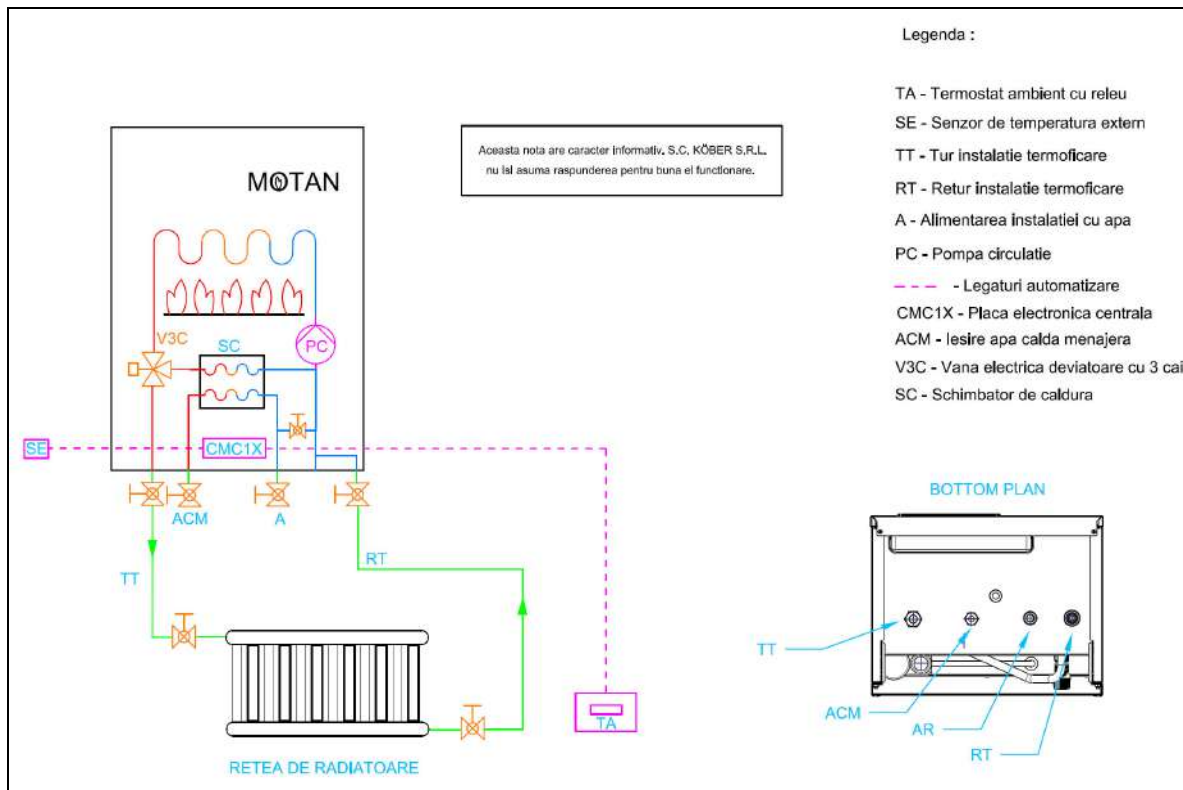 Legenda :
TA - Termostat ambient cu releu
SE - Senzor de temperatura extern
TT - Tur instalatie termoficare
RT - Retur instalatie termoficare
A - Alimentarea instalatiei cu apa
PC - Pompa circulatie
- Legaturi automatizare
CMC1X - Placa electronica centrala
ACM - Iesire apa calda menajera
V3C - Vana electrica deviatoare cu 3 cai
SC - Schimbator de caldura
Aceasta nota are caracter informativ. S.C. KÖBER S.R.L.
nu isi asuma raspunderea pentru buna ei functionare.
MOTAN
V3C
SC
PC
SE
CMC1X
ACM
A
TT
RT
TA
RETEA DE RADIATOARE
BOTTOM PLAN
TT
ACM
AR
RT